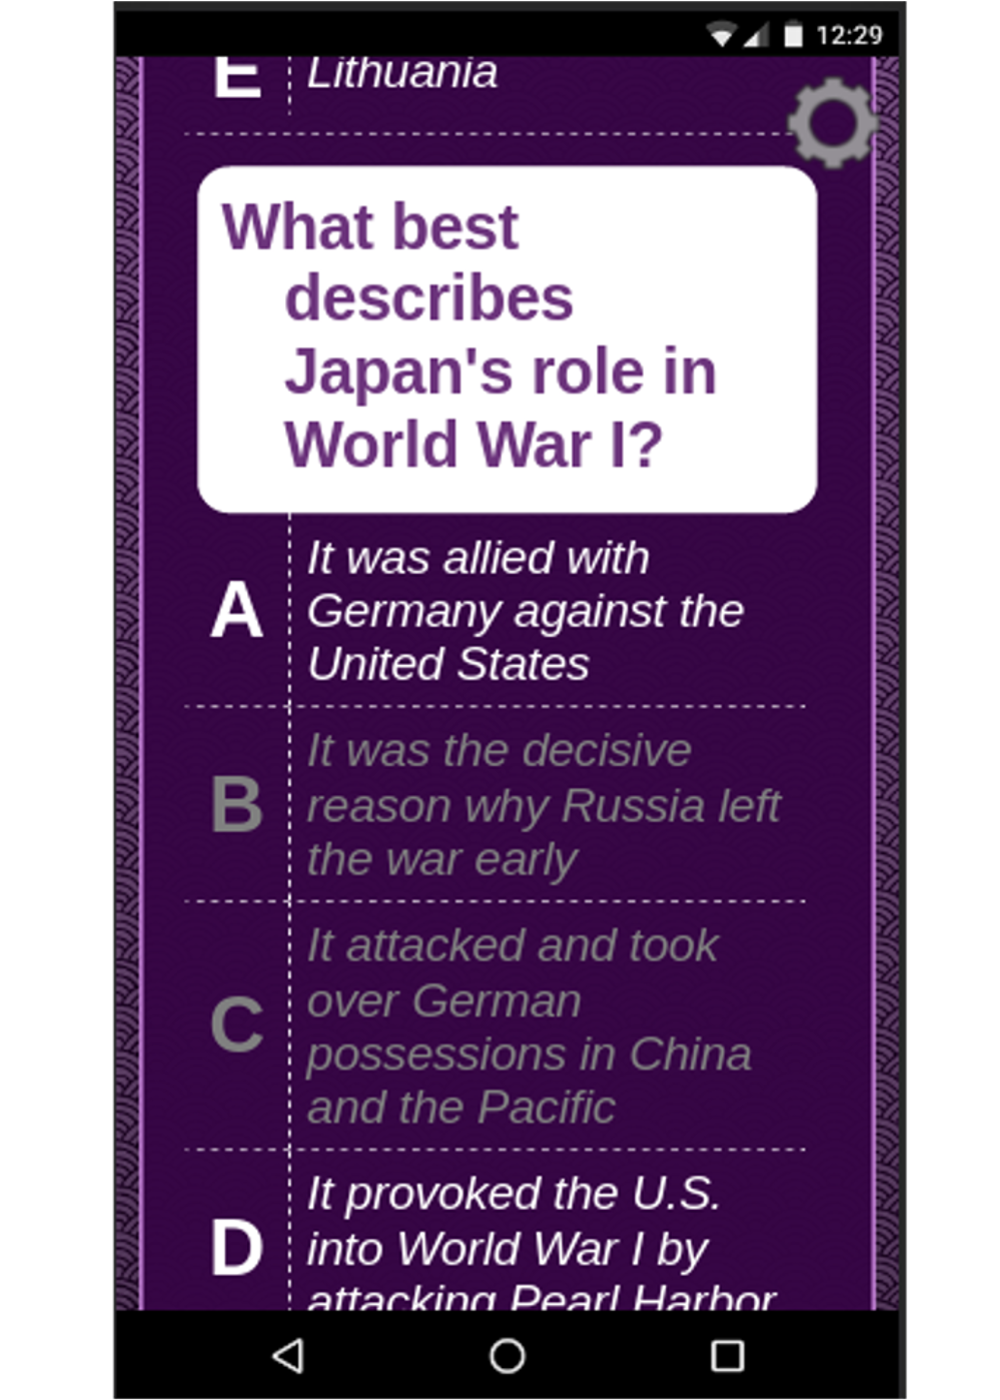 12:29
E Lithuania
What best
describes
Japan's role in
World War I?
It was allied with
A Germany against the
United States
It was the decisive
B reason why Russia left
the war early
It attacked and took
over German
C possessions in China
and the Pacific
It provoked the U.S.
D into World War I by
attacking Pearl Harbor